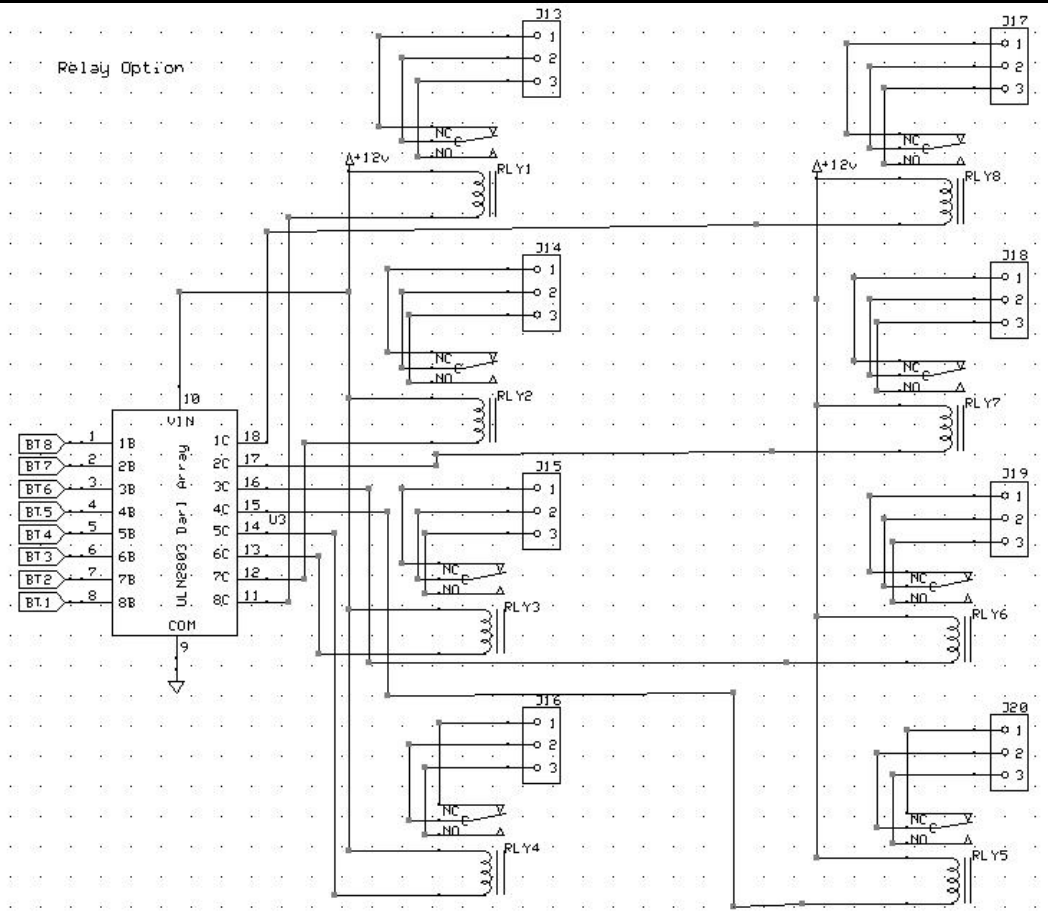 Relay Option
J13
1
2
3
NC
C
NO
+12v
RLY1
J17
1
2
3
NC
C
NO
+12v
RLY8
J14
1
2
3
NC
C
NO
RLY2
J18
1
2
3
NC
C
NO
RLY7
10
VIN
BT8 1 1B 1C 18
BT7 2 2B 2C 17
BT6 3 3B 3C 16
BT5 4 4B 4C 15
BT4 5 5B 5C 14
BT3 6 6B 6C 13
BT2 7 7B 7C 12
BT1 8 8B 8C 11
ULN2803 Darl Array
U3
COM
9
J15
1
2
3
NC
C
NO
RLY3
J19
1
2
3
NC
C
NO
RLY6
J16
1
2
3
NC
C
NO
RLY4
J20
1
2
3
NC
C
NO
RLY5